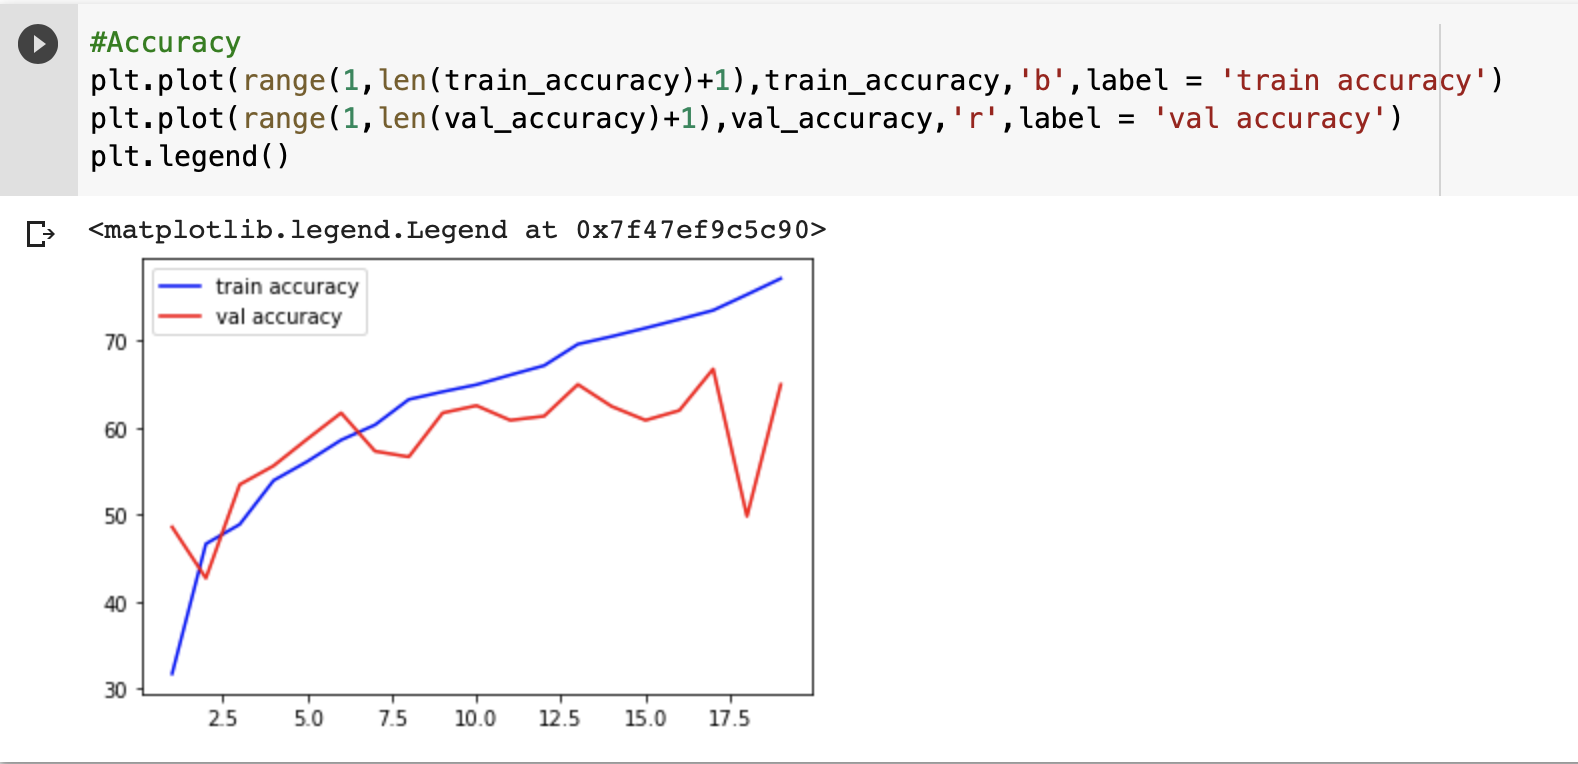 #Accuracy
plt.plot(range(1,len(train_accuracy)+1),train_accuracy,'b',label = 'train accuracy')
plt.plot(range(1,len(val_accuracy)+1),val_accuracy,'r',label = 'val accuracy')
plt.legend()
<matplotlib.legend.Legend at 0x7f47ef9c5c90>
train accuracy
val accuracy
70
60
50
40
30
2.5 5.0 7.5 10.0 12.5 15.0 17.5